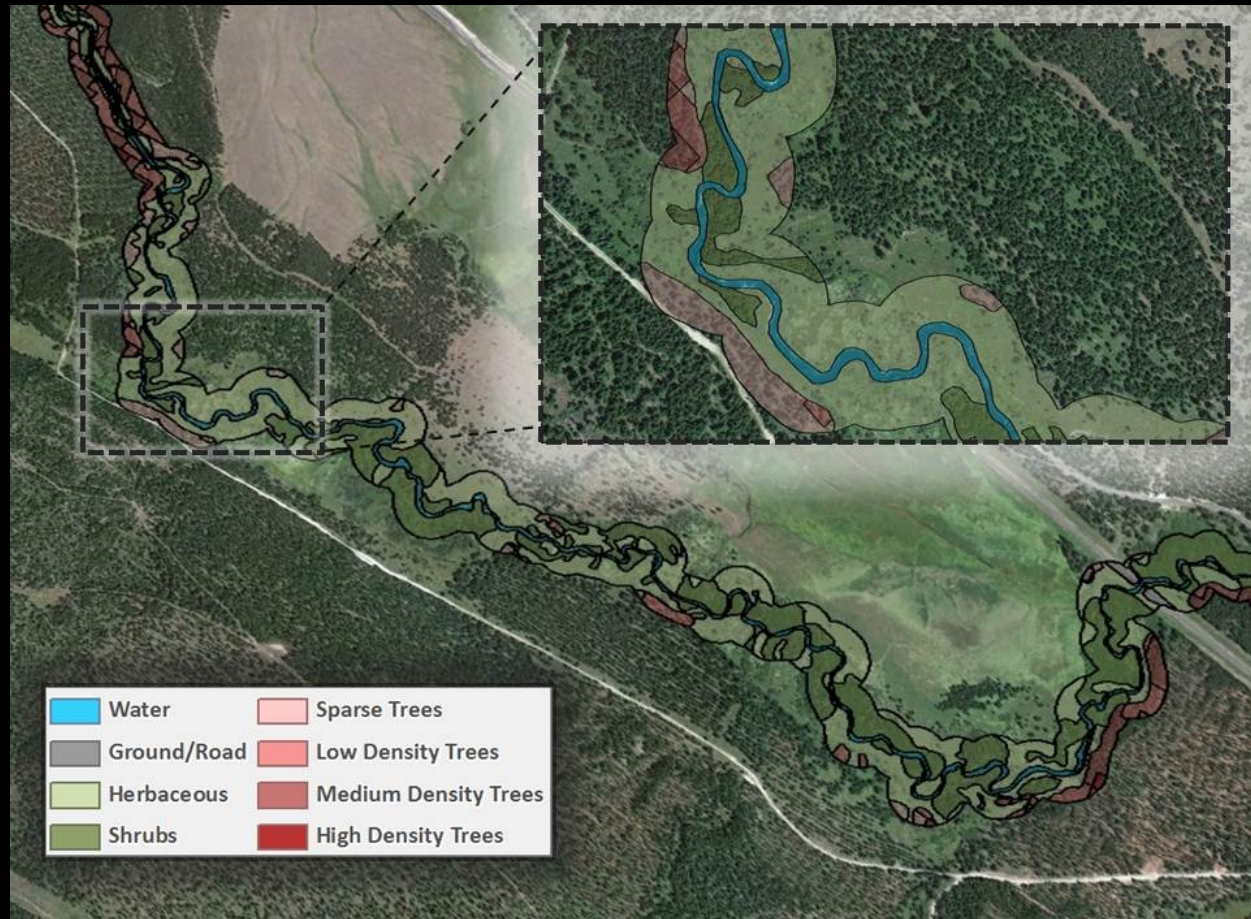 Water
Ground/Road
Herbaceous
Shrubs
Sparse Trees
Low Density Trees
Medium Density Trees
High Density Trees